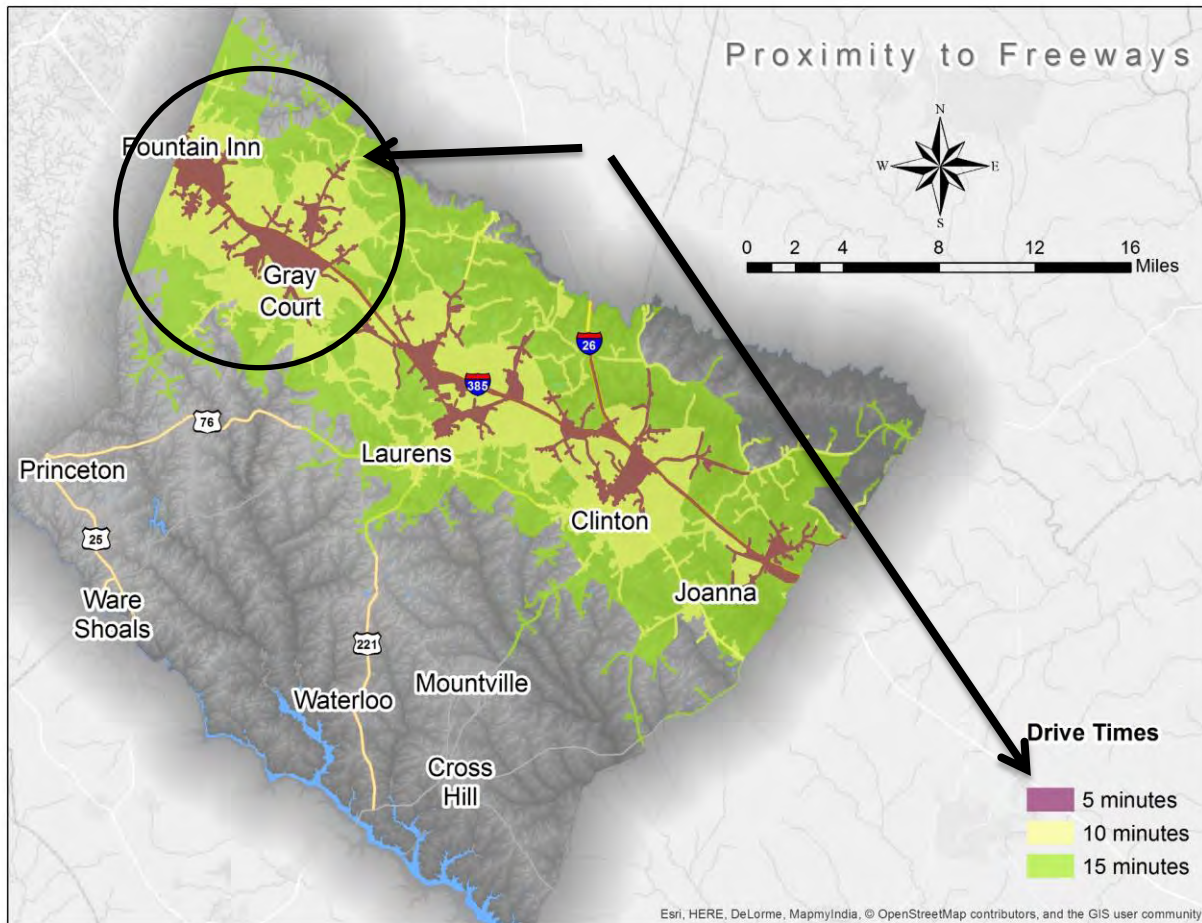 Proximity to Freeways
N
W
E
S
0 2 4 8 12 16
Miles
Fountain Inn
Gray
Court
26
385
76
Laurens
Princeton
25
Clinton
Ware
Shoals
Joanna
221
Mountville
Waterloo
Cross
Hill
Drive Times
5 minutes
10 minutes
15 minutes
Esri, HERE, DeLorme, MapmyIndia, © OpenStreetMap contributors, and the GIS user community